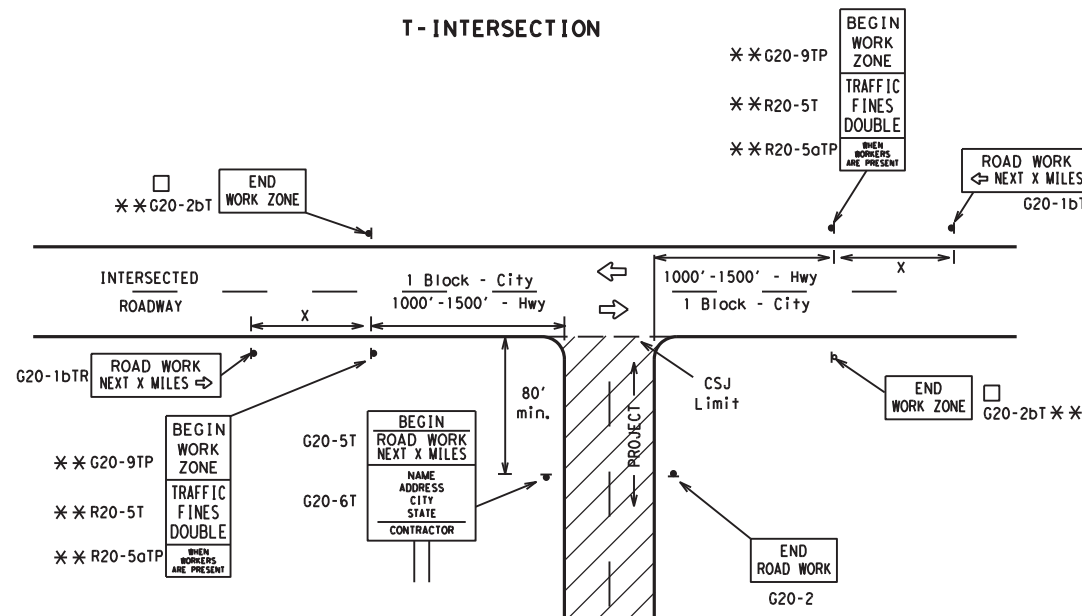 T-INTERSECTION
BEGIN
WORK
ZONE
**G20-9TP
TRAFFIC
FINES
DOUBLE
**R20-5T
WHEN
WORKERS
ARE PRESENT
**R20-5aTP
ROAD WORK
⇦ NEXT X MILES
G20-1bT
END
WORK ZONE
□
**G20-2bT
INTERSECTED
ROADWAY
1 Block - City
1000'-1500' - Hwy
1000'-1500' - Hwy
1 Block - City
X
X
G20-1bTR
ROAD WORK
NEXT X MILES ⇨
80'
min.
CSJ
Limit
PROJECT
END
WORK ZONE
□
G20-2bT **
BEGIN
WORK
ZONE
**G20-9TP
TRAFFIC
FINES
DOUBLE
**R20-5T
WHEN
WORKERS
ARE PRESENT
**R20-5aTP
G20-5T
BEGIN
ROAD WORK
NEXT X MILES
G20-6T
NAME
ADDRESS
CITY
STATE
CONTRACTOR
END
ROAD WORK
G20-2